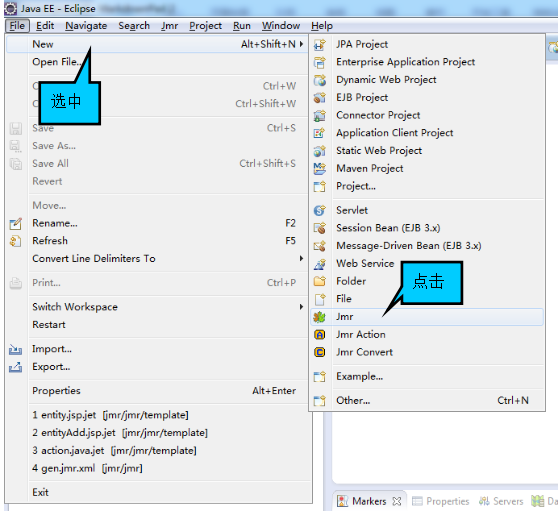 Java EE - Eclipse
File Edit Navigate Search Jmr Project Run Window Help
New Alt+Shift+N
Open File...
选中
Ctrl+W
Ctrl+Shift+W
Save Ctrl+S
Save As...
Save All Ctrl+Shift+S
Revert
Move...
Rename... F2
Refresh F5
Convert Line Delimiters To
Print... Ctrl+P
Switch Workspace
Restart
Import...
Export...
Properties Alt+Enter
1 entity.jsp.jet [jmr/jmr/template]
2 entityAdd.jsp.jet [jmr/jmr/template]
3 action.java.jet [jmr/jmr/template]
4 gen.jmr.xml [jmr/jmr]
Exit
JPA Project
Enterprise Application Project
Dynamic Web Project
EJB Project
Connector Project
Application Client Project
Static Web Project
Maven Project
Project...
Servlet
Session Bean (EJB 3.x)
Message-Driven Bean (EJB 3.x)
Web Service
Folder
点击
File
Jmr
Jmr Action
Jmr Convert
Example...
Other... Ctrl+N
Markers Properties Servers